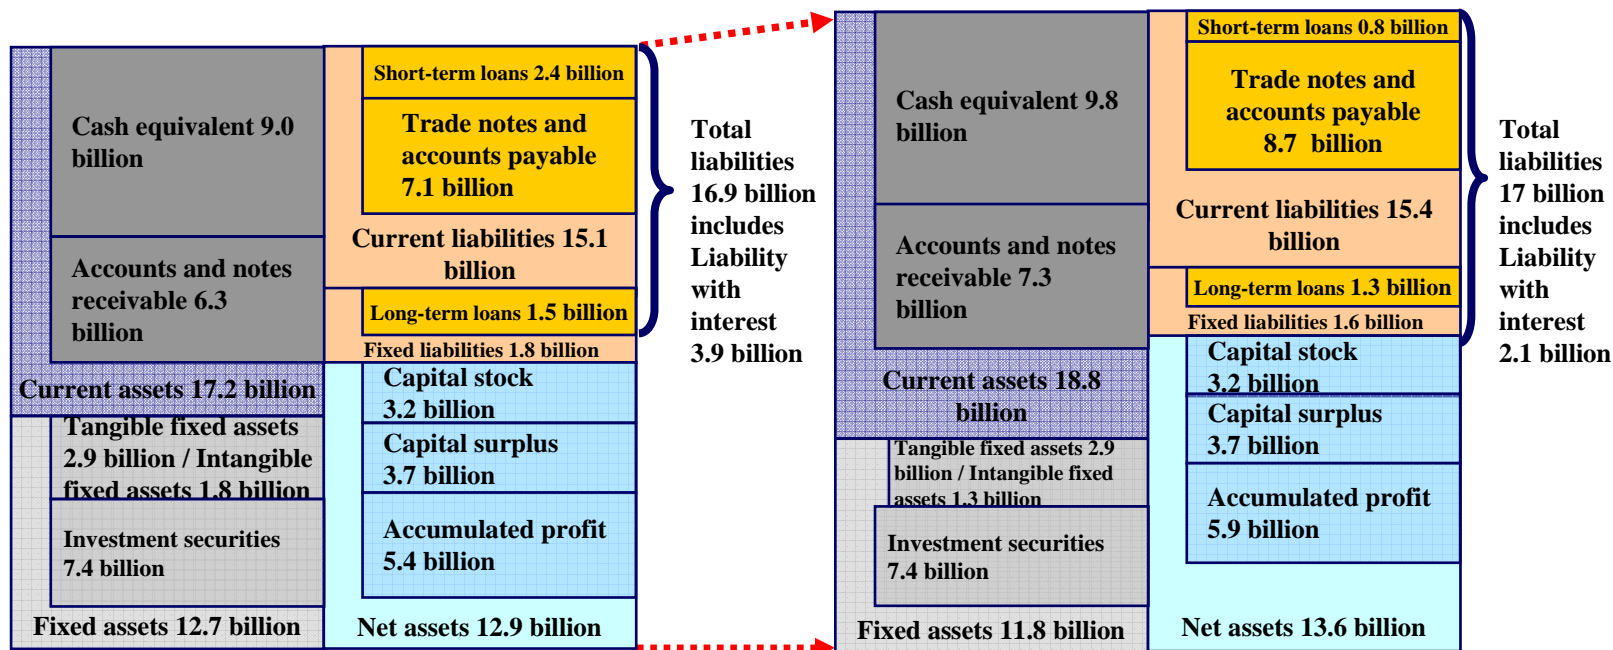 Cash equivalent 9.0
billion
Accounts and notes
receivable 6.3
billion
Current assets 17.2 billion
Tangible fixed assets
2.9 billion / Intangible
fixed assets 1.8 billion
Investment securities
7.4 billion
Fixed assets 12.7 billion
Short-term loans 2.4 billion
Trade notes and
accounts payable
7.1 billion
Current liabilities 15.1
billion
Long-term loans 1.5 billion
Fixed liabilities 1.8 billion
Capital stock
3.2 billion
Capital surplus
3.7 billion
Accumulated profit
5.4 billion
Net assets 12.9 billion
Total
liabilities
16.9 billion
includes
Liability
with
interest
3.9 billion
Cash equivalent 9.8
billion
Accounts and notes
receivable 7.3
billion
Current assets 18.8
billion
Tangible fixed assets 2.9
billion / Intangible fixed
assets 1.3 billion
Investment securities
7.4 billion
Fixed assets 11.8 billion
Short-term loans 0.8 billion
Trade notes and
accounts payable
8.7 billion
Current liabilities 15.4
billion
Long-term loans 1.3 billion
Fixed liabilities 1.6 billion
Capital stock
3.2 billion
Capital surplus
3.7 billion
Accumulated profit
5.9 billion
Net assets 13.6 billion
Total
liabilities
17 billion
includes
Liability
with
interest
2.1 billion